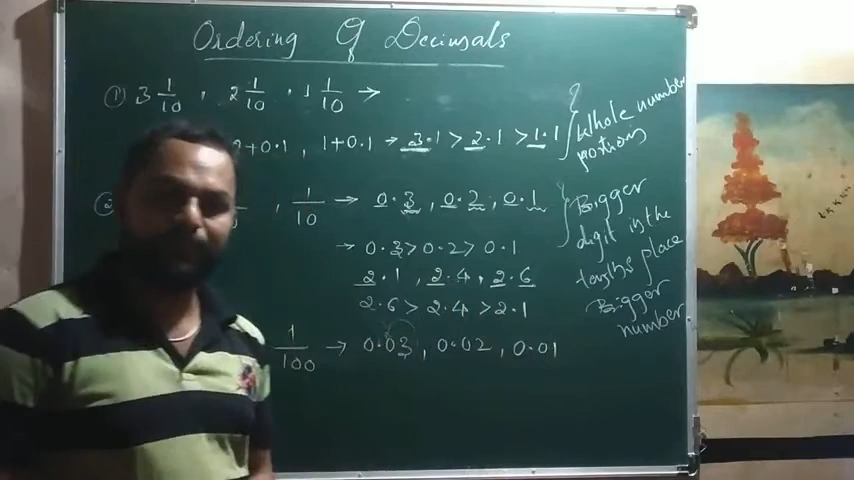 Ordering Of Decimals
① 3 1/10 , 2 1/10 , 1 1/10 →
2+0.1 , 1+0.1 → 3.1 > 2.1 > 1.1
Whole number
portions
, 1/10 → 0.3 , 0.2 , 0.1
→ 0.3 > 0.2 > 0.1
2.1 , 2.4 , 2.6
2.6 > 2.4 > 2.1
Bigger
digit in the
tenths place
Bigger
number
1/100 → 0.03 , 0.02 , 0.01